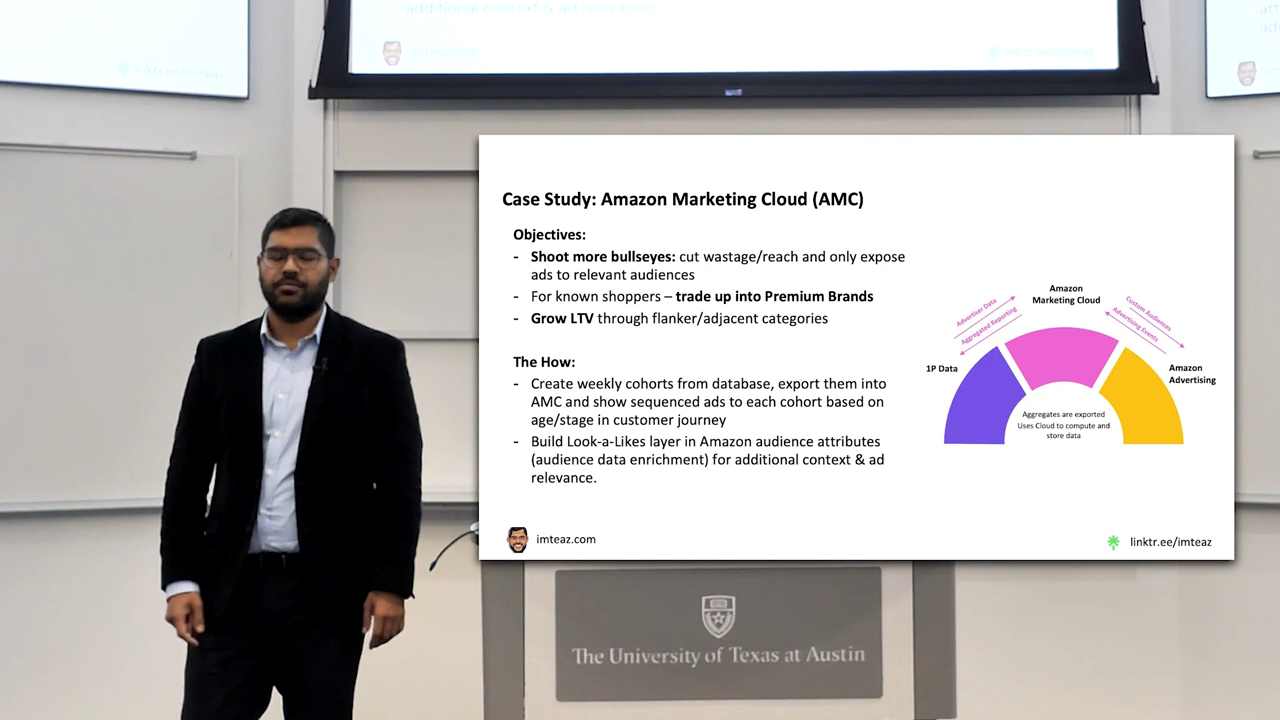 additional context & ad relevance.
imteaz.com
linktr.ee/imteaz
linktr.ee/imteaz
Case Study: Amazon Marketing Cloud (AMC)
Objectives:
- Shoot more bullseyes: cut wastage/reach and only expose
ads to relevant audiences
- For known shoppers – trade up into Premium Brands
- Grow LTV through flanker/adjacent categories
The How:
- Create weekly cohorts from database, export them into
AMC and show sequenced ads to each cohort based on
age/stage in customer journey
- Build Look-a-Likes layer in Amazon audience attributes
(audience data enrichment) for additional context & ad
relevance.
Amazon
Marketing Cloud
Advertiser Data
Aggregated Reporting
Custom Audiences
Advertising Events
1P Data
Amazon
Advertising
Aggregates are exported
Uses Cloud to compute and
store data
imteaz.com
linktr.ee/imteaz
The University of Texas at Austin